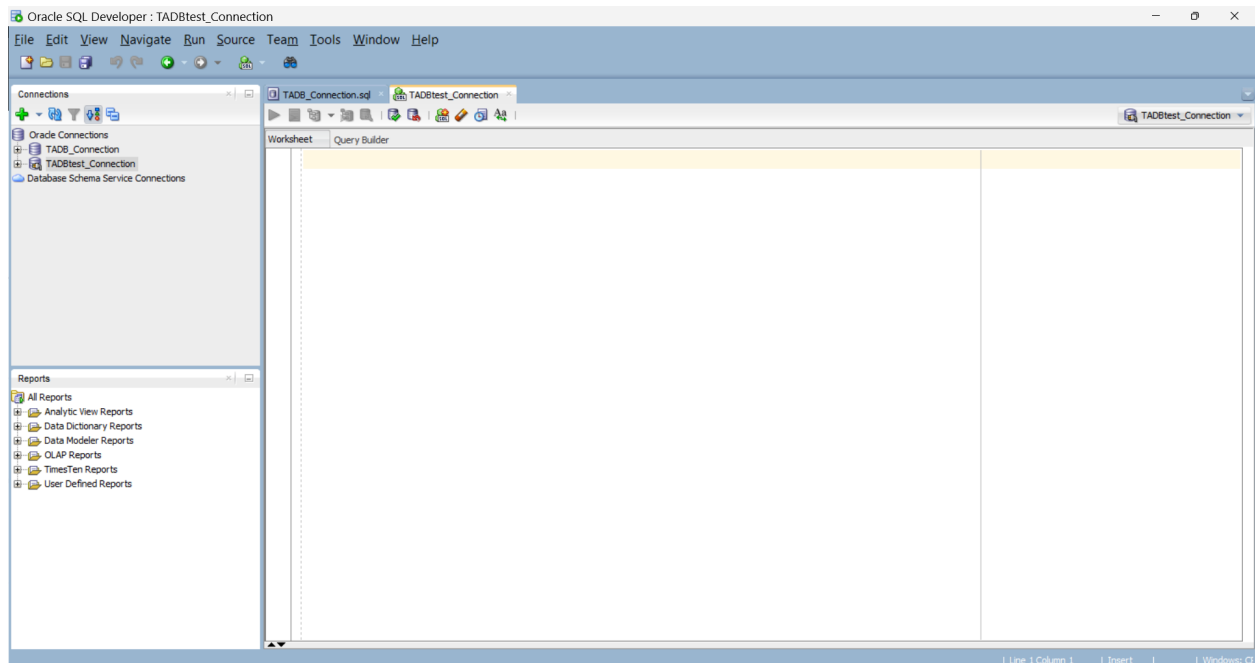 Oracle SQL Developer : TADBtest_Connection
File Edit View Navigate Run Source Team Tools Window Help
Connections
Oracle Connections
TADB_Connection
TADBtest_Connection
Database Schema Service Connections
Reports
All Reports
Analytic View Reports
Data Dictionary Reports
Data Modeler Reports
OLAP Reports
TimesTen Reports
User Defined Reports
TADB_Connection.sql TADBtest_Connection
TADBtest_Connection
Worksheet Query Builder
| Line 1 Column 1 | Insert | | Windows: C